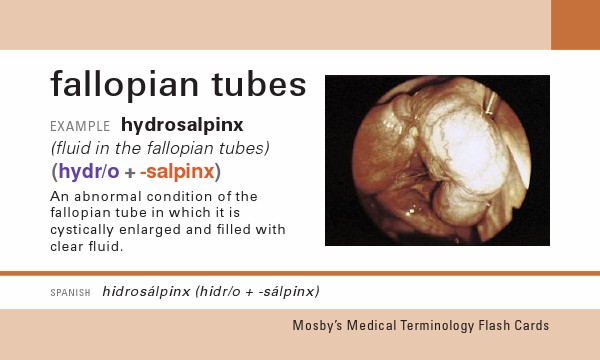 fallopian tubes
EXAMPLE hydrosalpinx
(fluid in the fallopian tubes)
(hydr/o + -salpinx)
An abnormal condition of the
fallopian tube in which it is
cystically enlarged and filled with
clear fluid.
SPANISH hidrosálpinx (hidr/o + -sálpinx)
Mosby's Medical Terminology Flash Cards